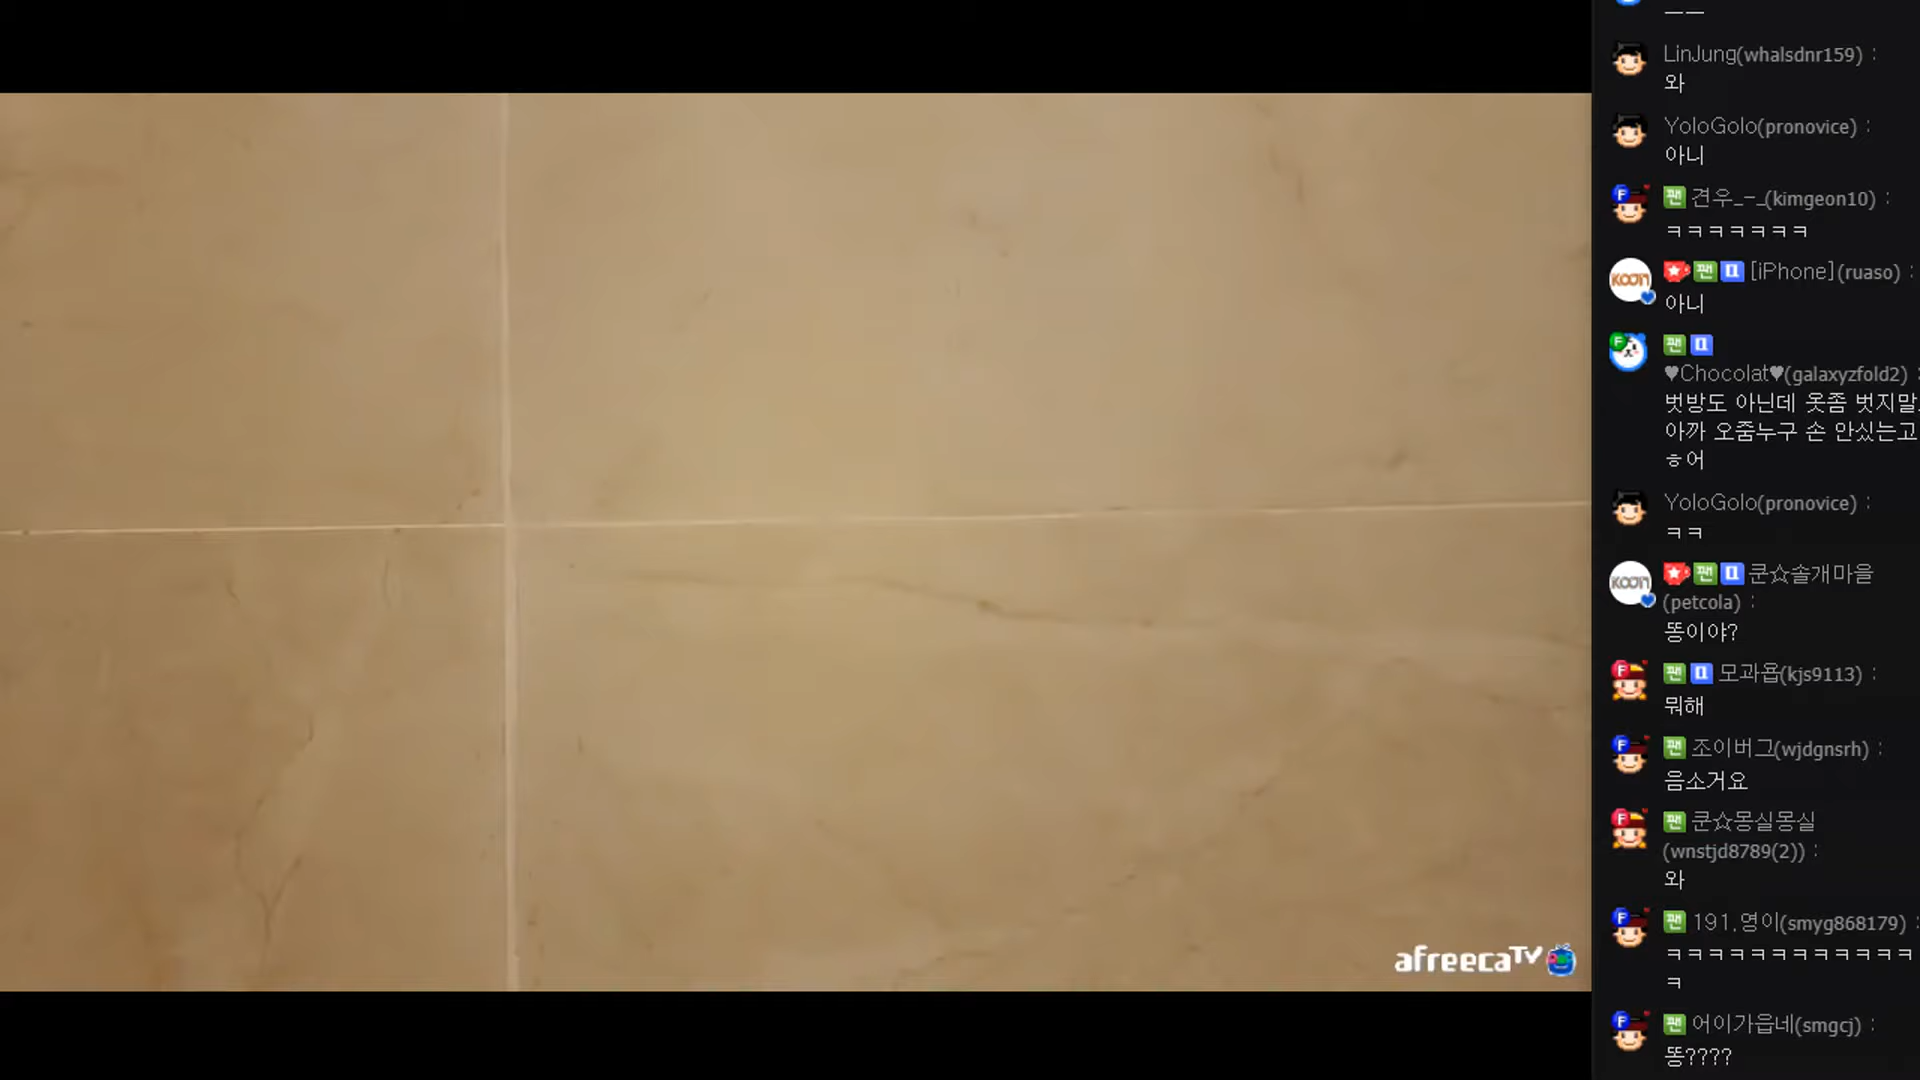 ㅡㅡ
LinJung(whalsdnr159) :
와
YoloGolo(pronovice) :
아니
팬 견우_-_(kimgeon10) :
ㅋㅋㅋㅋㅋㅋㅋ
KOON 팬 [iPhone](ruaso) :
아니
팬
♥Chocolat♥(galaxyzfold2) :
벗방도 아닌데 옷좀 벗지말
아까 오줌누구 손 안씼는고
ㅎ어
YoloGolo(pronovice) :
ㅋㅋ
KOON 팬 쿤☆솔개마을
(petcola) :
똥이야?
팬 모과욥(kjs9113) :
뭐해
팬 조이버그(wjdgnsrh) :
음소거요
팬 쿤☆몽실몽실
(wnstjd8789(2)) :
와
팬 191.영이(smyg868179) :
ㅋㅋㅋㅋㅋㅋㅋㅋㅋㅋㅋㅋ
ㅋ
팬 어이가읍네(smgcj) :
똥????
afreecaTV